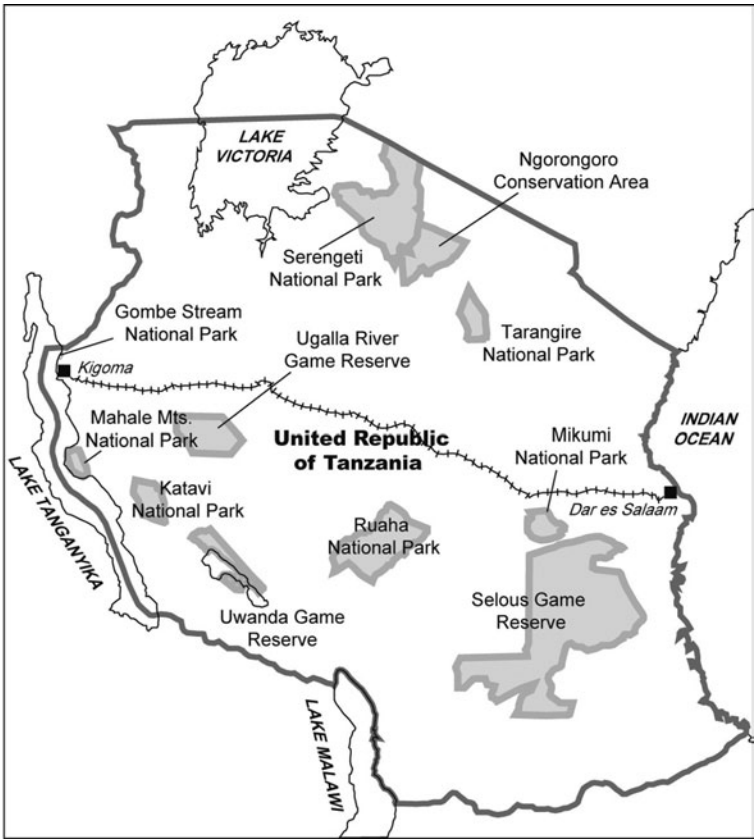 LAKE
VICTORIA
Ngorongoro
Conservation Area
Serengeti
National Park
Gombe Stream
National Park
Ugalla River
Game Reserve
Tarangire
National Park
Kigoma
Mahale Mts.
National Park
United Republic
of Tanzania
INDIAN
OCEAN
Mikumi
National Park
LAKE TANGANYIKA
Katavi
National Park
Dar es Salaam
Ruaha
National Park
Selous Game
Reserve
Uwanda Game
Reserve
LAKE MALAWI